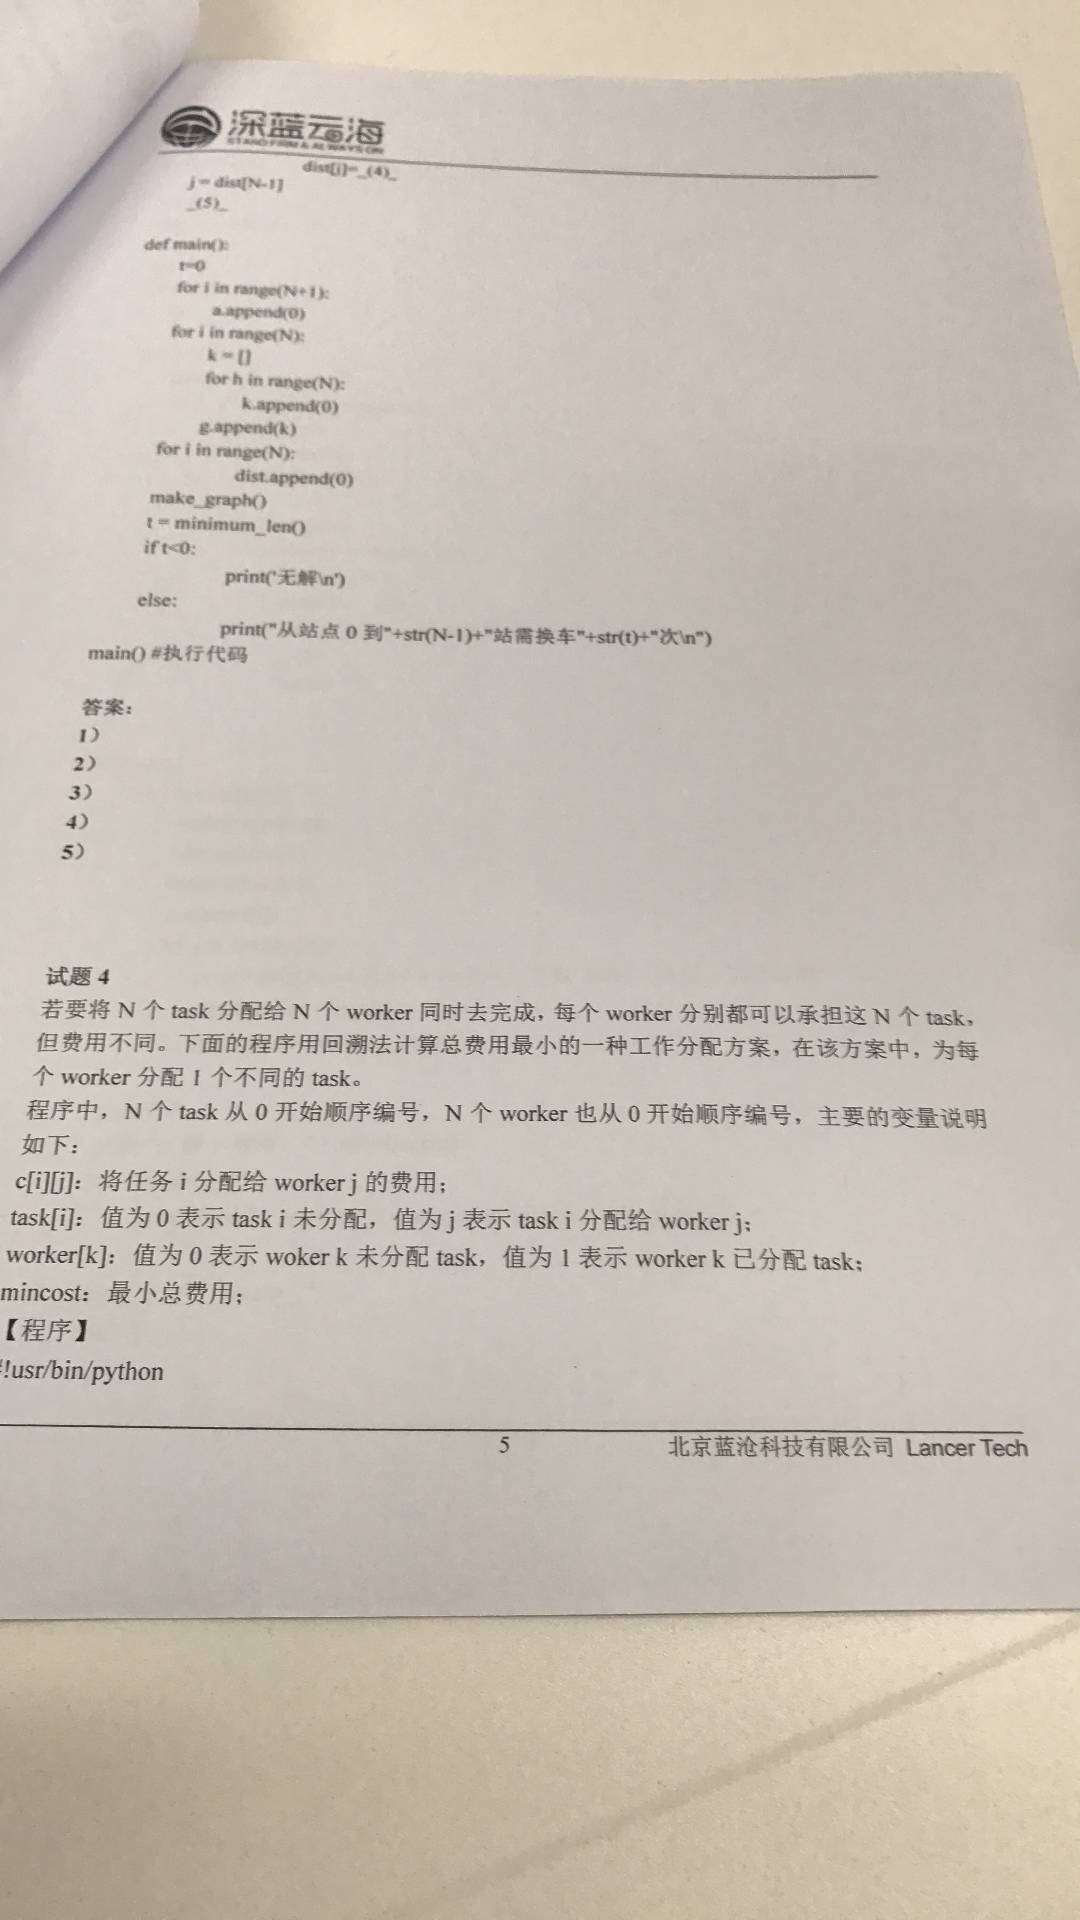 深蓝云海
STAND FIRM & ALWAYS ON
dist[j]=_(4)_
j = dist[N-1]
_(5)_
def main():
t=0
for i in range(N+1):
a.append(0)
for i in range(N):
k = []
for h in range(N):
k.append(0)
g.append(k)
for i in range(N):
dist.append(0)
make_graph()
t = minimum_len()
if t<0:
print('无解\n')
else:
print("从站点 0 到"+str(N-1)+"站需换车"+str(t)+"次\n")
main() #执行代码
答案：
1）
2）
3）
4）
5）
试题 4
若要将 N 个 task 分配给 N 个 worker 同时去完成，每个 worker 分别都可以承担这 N 个 task，
但费用不同。下面的程序用回溯法计算总费用最小的一种工作分配方案，在该方案中，为每
个 worker 分配 1 个不同的 task。
程序中，N 个 task 从 0 开始顺序编号，N 个 worker 也从 0 开始顺序编号，主要的变量说明
如下：
c[i][j]：将任务 i 分配给 worker j 的费用；
task[i]：值为 0 表示 task i 未分配，值为 j 表示 task i 分配给 worker j;
worker[k]：值为 0 表示 woker k 未分配 task，值为 1 表示 worker k 已分配 task;
mincost：最小总费用；
【程序】
#!usr/bin/python
5
北京蓝沧科技有限公司 Lancer Tech